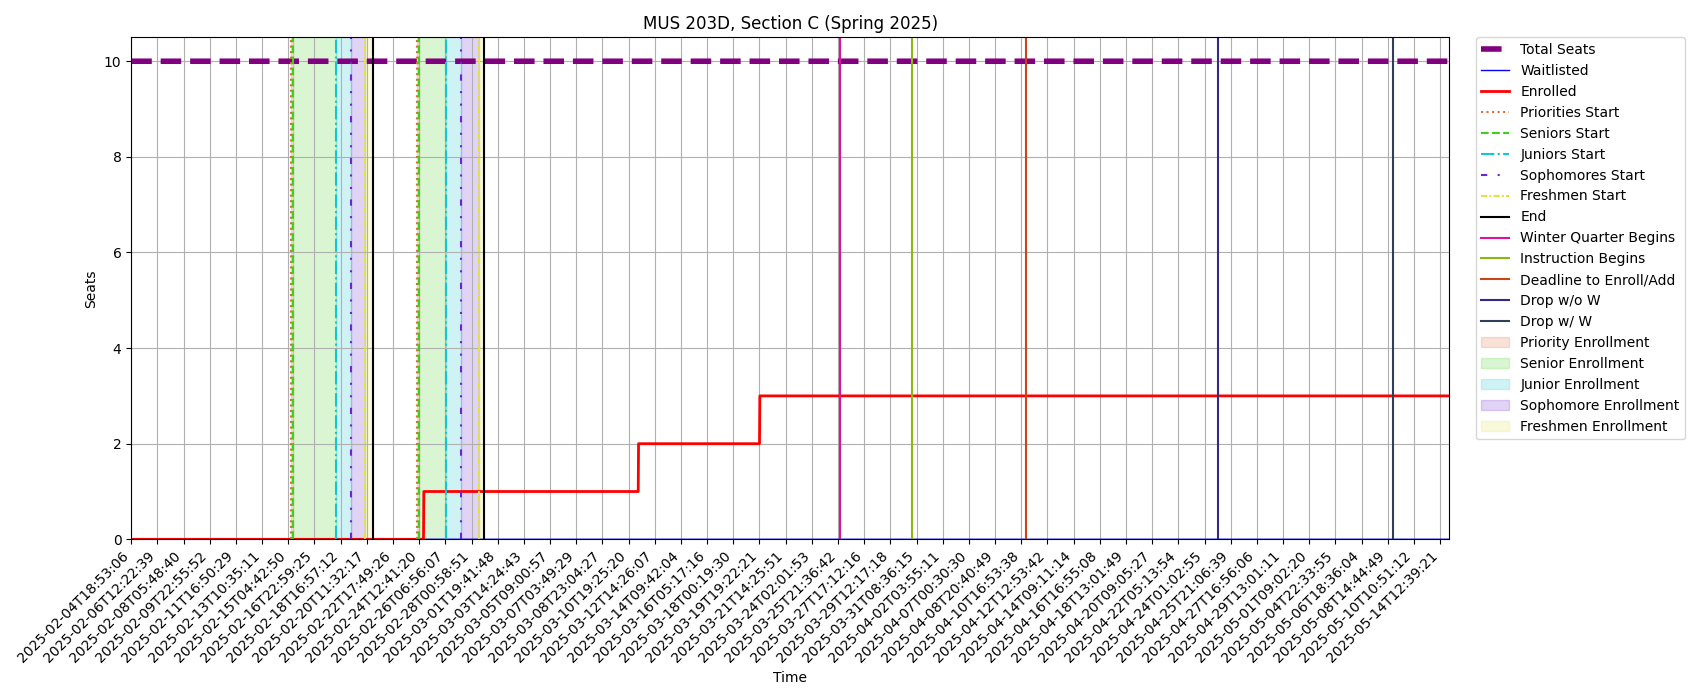 MUS 203D, Section C (Spring 2025)
10
8
6
4
2
0
Seats
2025-02-04T18:53:06
2025-02-06T12:22:39
2025-02-08T05:48:40
2025-02-09T22:55:52
2025-02-11T16:50:29
2025-02-13T10:35:11
2025-02-15T04:42:50
2025-02-16T22:59:25
2025-02-18T16:57:12
2025-02-20T11:32:17
2025-02-22T17:49:26
2025-02-24T12:41:20
2025-02-26T06:56:07
2025-02-28T00:58:51
2025-03-01T19:41:48
2025-03-03T14:24:43
2025-03-05T09:00:57
2025-03-07T03:49:29
2025-03-08T23:04:27
2025-03-10T19:25:20
2025-03-12T14:26:07
2025-03-14T09:42:04
2025-03-16T05:17:16
2025-03-18T00:19:30
2025-03-19T19:22:21
2025-03-21T14:25:51
2025-03-24T02:01:53
2025-03-25T21:36:42
2025-03-27T17:12:16
2025-03-29T12:17:18
2025-03-31T08:36:15
2025-04-02T03:55:11
2025-04-07T00:30:30
2025-04-08T20:40:49
2025-04-10T16:53:38
2025-04-12T12:53:42
2025-04-14T09:11:14
2025-04-16T16:55:08
2025-04-18T13:01:49
2025-04-20T09:05:27
2025-04-22T05:13:54
2025-04-24T01:02:55
2025-04-25T21:06:39
2025-04-27T16:56:06
2025-04-29T13:01:11
2025-05-01T09:02:20
2025-05-04T22:33:55
2025-05-06T18:36:04
2025-05-08T14:44:49
2025-05-10T10:51:12
2025-05-14T12:39:21
Time
Total Seats
Waitlisted
Enrolled
Priorities Start
Seniors Start
Juniors Start
Sophomores Start
Freshmen Start
End
Winter Quarter Begins
Instruction Begins
Deadline to Enroll/Add
Drop w/o W
Drop w/ W
Priority Enrollment
Senior Enrollment
Junior Enrollment
Sophomore Enrollment
Freshmen Enrollment